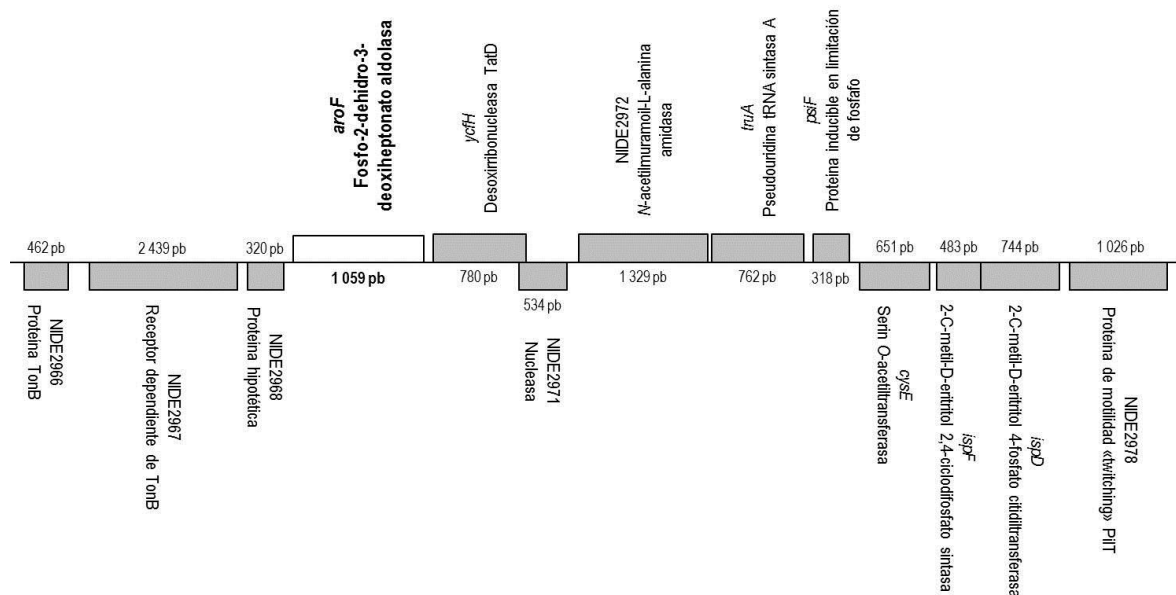 aroF
Fosfo-2-dehidro-3-
deoxiheptonato aldolasa
ycfH
Desoxirribonucleasa TatD
NIDE2972
N-acetilmuramoil-L-alanina
amidasa
truA
Pseudouridina tRNA sintasa A
psiF
Proteína inducible en limitación
de fosfato
462 pb
2 439 pb
320 pb
1 059 pb
780 pb
534 pb
1 329 pb
762 pb
318 pb
651 pb
483 pb
744 pb
1 026 pb
NIDE2966
Proteína TonB
NIDE2967
Receptor dependiente de TonB
NIDE2968
Proteína hipotética
NIDE2971
Nucleasa
cysE
Serin O-acetiltransferasa
ispF
2-C-metil-D-eritritol 2,4-ciclodifosfato sintasa
ispD
2-C-metil-D-eritritol 4-fosfato citidiltransferasa
NIDE2978
Proteína de motilidad «twitching» PilT